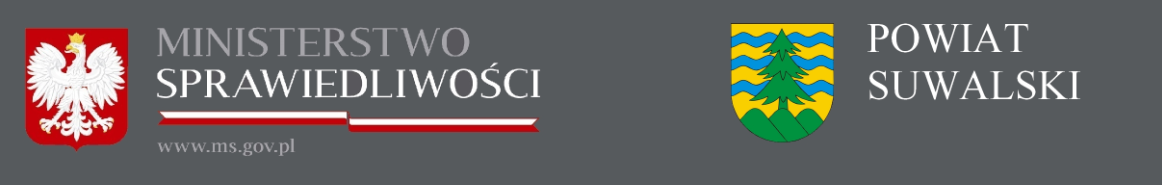 MINISTERSTWO
SPRAWIEDLIWOŚCI
www.ms.gov.pl
POWIAT
SUWALSKI